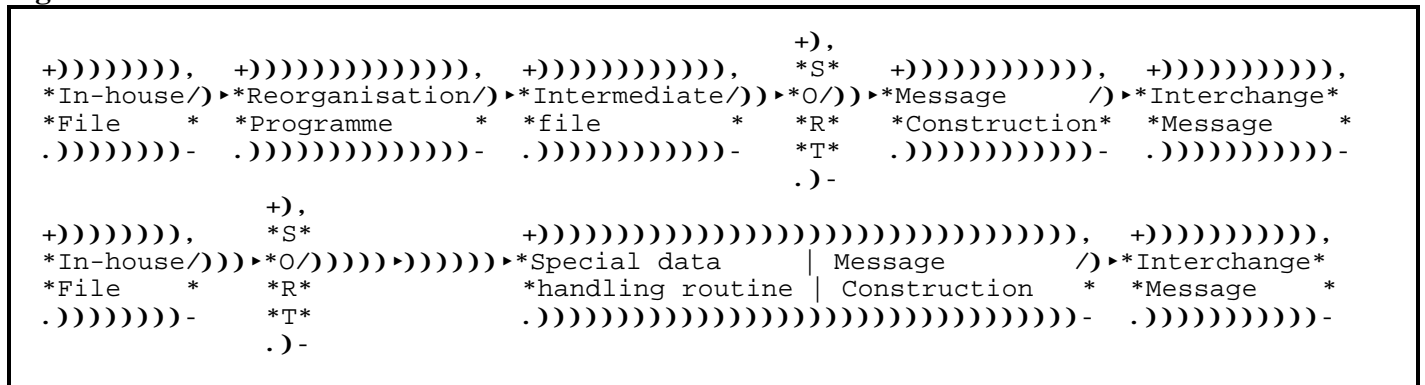 +),
+)))))))), +)))))))))))))), +)))))))))))), *S* +)))))))))))), +))))))))))),
*In-house/)▸*Reorganisation/)▸*Intermediate/))▸*O/))▸*Message /)▸*Interchange*
*File * *Programme * *file * *R* *Construction* *Message *
.))))))))- .))))))))))))))- .))))))))))))- *T* .))))))))))))- .)))))))))))-
.)-
+),
+)))))))), *S* +)))))))))))))))))))))))))))))))))), +))))))))))),
*In-house/)))▸*O/)))))▸))))))▸*Special data | Message /)▸*Interchange*
*File * *R* *handling routine | Construction * *Message *
.))))))))- *T* .))))))))))))))))))))))))))))))))))- .)))))))))))-
.)-